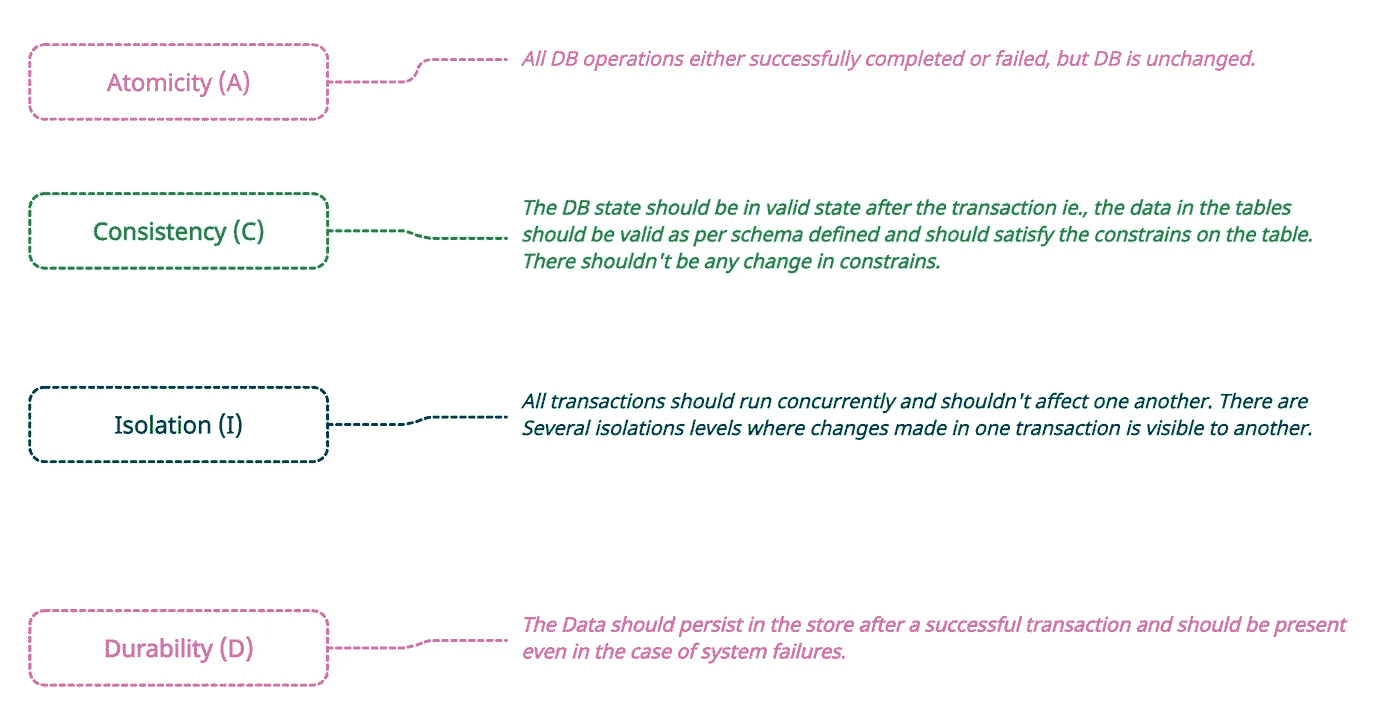 Atomicity (A)
All DB operations either successfully completed or failed, but DB is unchanged.
Consistency (C)
The DB state should be in valid state after the transaction ie., the data in the tables
should be valid as per schema defined and should satisfy the constrains on the table.
There shouldn't be any change in constrains.
Isolation (I)
All transactions should run concurrently and shouldn't affect one another. There are
Several isolations levels where changes made in one transaction is visible to another.
Durability (D)
The Data should persist in the store after a successful transaction and should be present
even in the case of system failures.